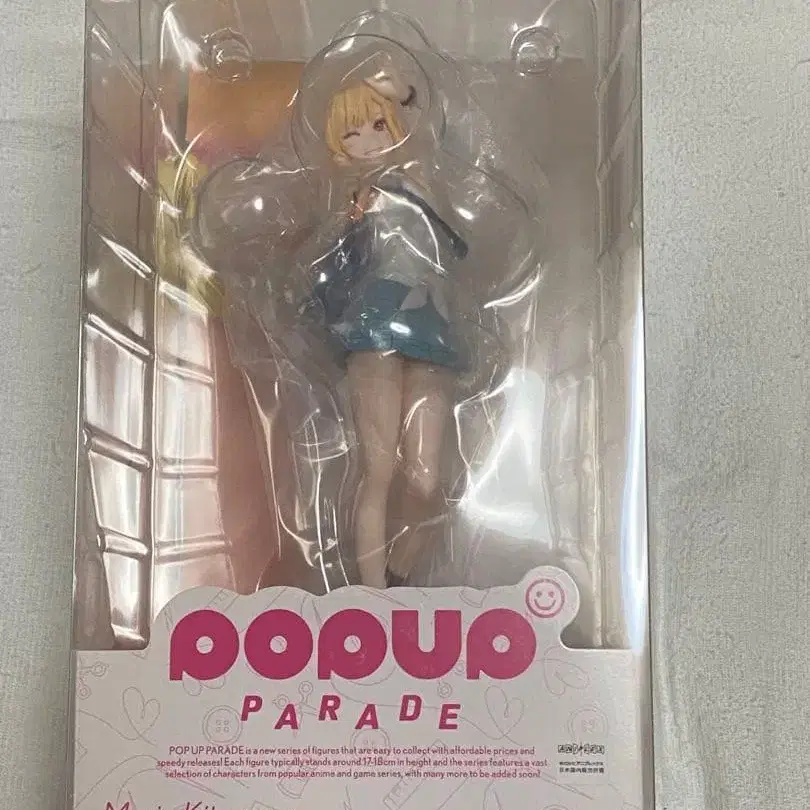 POPUP
PARADE
POP UP PARADE is a new series of figures that are easy to collect with affordable prices and
speedy releases! Each figure typically stands around 17-18cm in height and the series features a vast
selection of characters from popular anime and game series, with many more to be added soon!
ANIPLEX